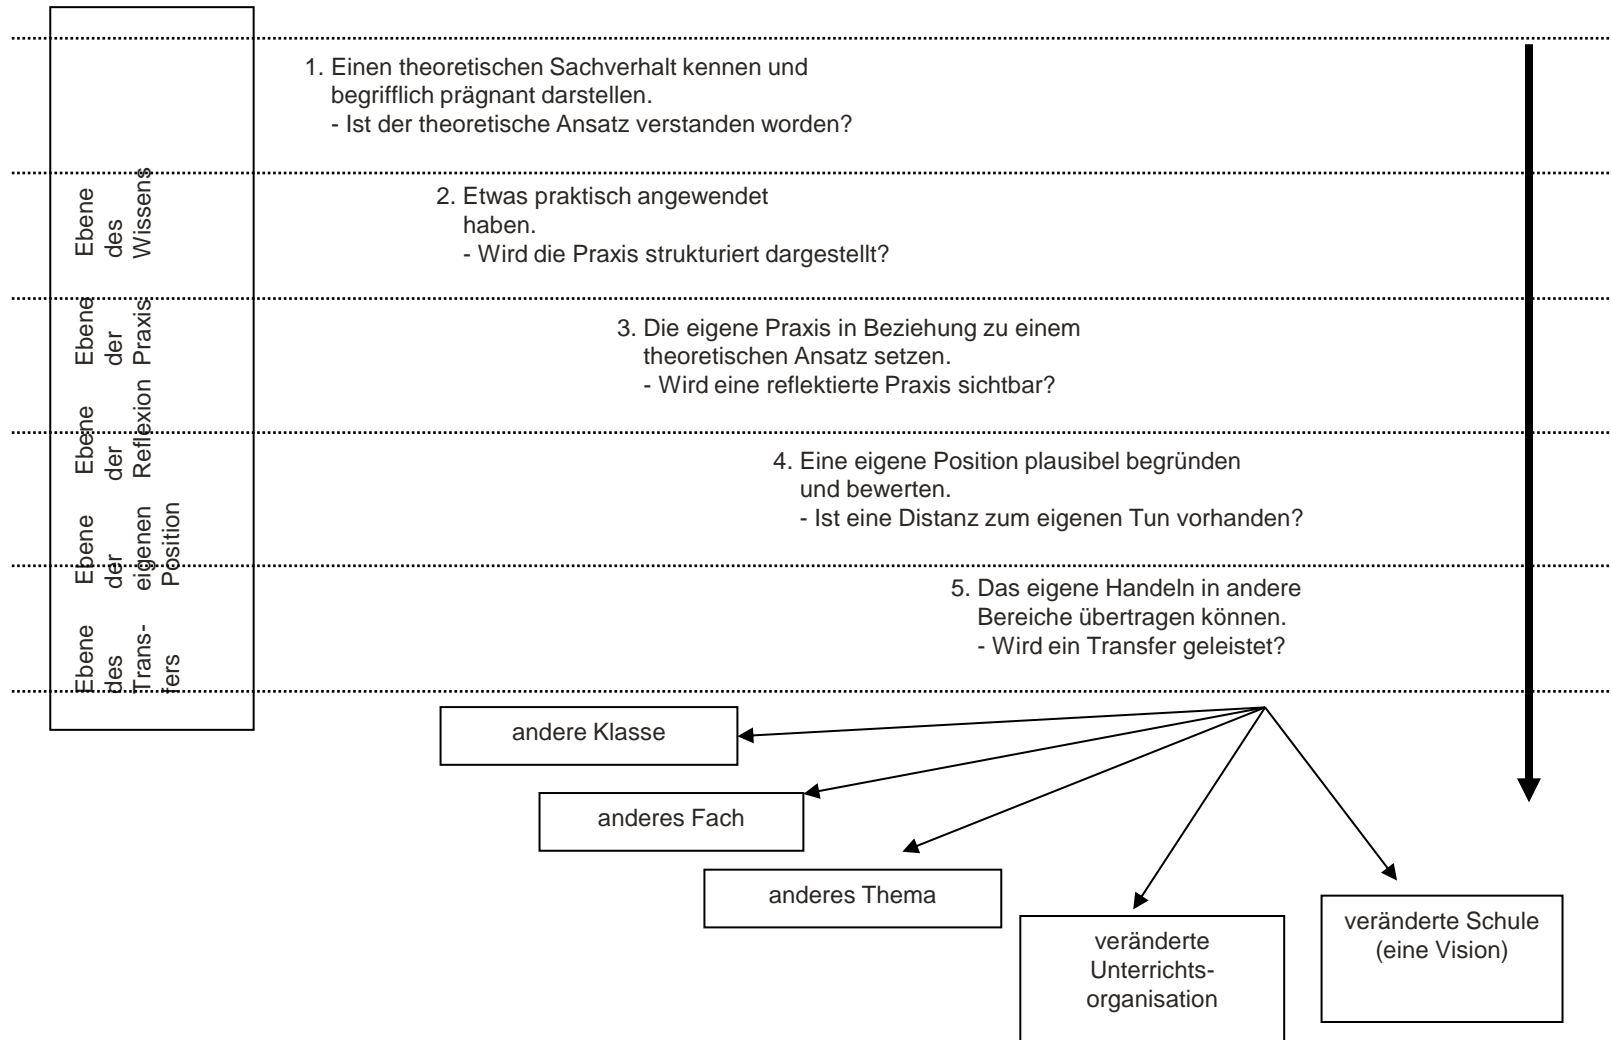 1. Einen theoretischen Sachverhalt kennen und
begrifflich prägnant darstellen.
- Ist der theoretische Ansatz verstanden worden?
Ebene
des
Wissens
2. Etwas praktisch angewendet
haben.
- Wird die Praxis strukturiert dargestellt?
Ebene
der
Praxis
3. Die eigene Praxis in Beziehung zu einem
theoretischen Ansatz setzen.
- Wird eine reflektierte Praxis sichtbar?
Ebene
der
Reflexion
4. Eine eigene Position plausibel begründen
und bewerten.
- Ist eine Distanz zum eigenen Tun vorhanden?
Ebene
der
eigenen
Position
5. Das eigene Handeln in andere
Bereiche übertragen können.
- Wird ein Transfer geleistet?
Ebene
des
Trans-
fers
andere Klasse
anderes Fach
anderes Thema
veränderte
Unterrichts-
organisation
veränderte Schule
(eine Vision)